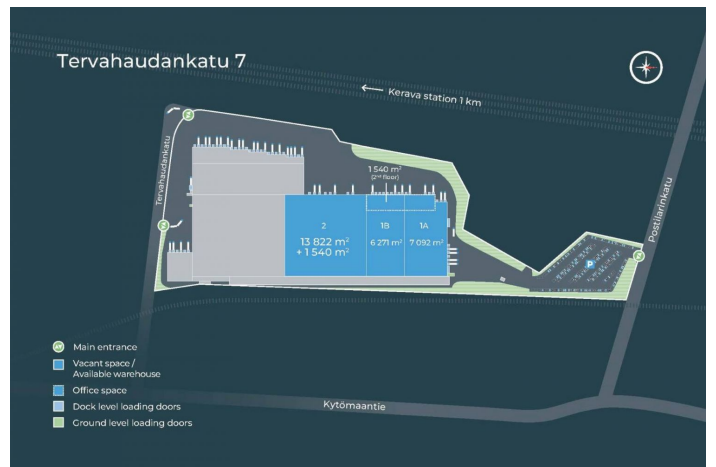 Tervahaudankatu 7
Kerava station 1 km
Tervahaudankatu
1 540 m²
(2nd floor)
Postilarinkatu
2
1B
1A
13 822 m²
+ 1 540 m²
6 271 m²
7 092 m²
P
Main entrance
Vacant space /
Available warehouse
Office space
Dock level loading doors
Ground level loading doors
Kytömaantie